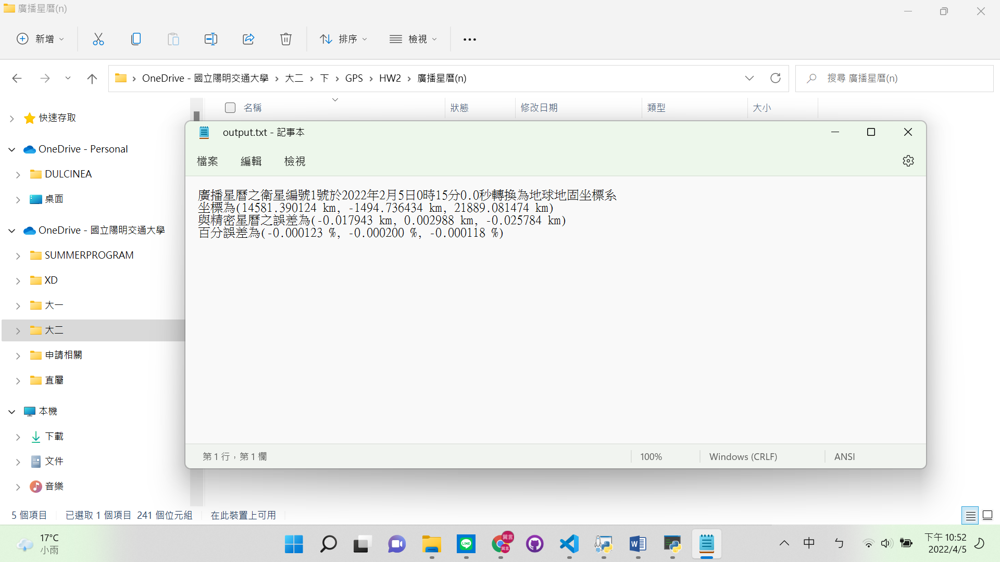 廣播星曆(n)
新增
排序
檢視
OneDrive - 國立陽明交通大學 › 大二 › 下 › GPS › HW2 › 廣播星曆(n)
搜尋 廣播星曆(n)
名稱
狀態
修改日期
類型
大小
快速存取
OneDrive - Personal
DULCINEA
桌面
OneDrive - 國立陽明交通大學
SUMMERPROGRAM
XD
大一
大二
申請相關
直屬
本機
下載
文件
音樂
output.txt - 記事本
檔案
編輯
檢視
廣播星曆之衛星編號1號於2022年2月5日0時15分0.0秒轉換為地球地固坐標系
坐標為(14581.390124 km, -1494.736434 km, 21889.081474 km)
與精密星曆之誤差為(-0.017943 km, 0.002988 km, -0.025784 km)
百分誤差為(-0.000123 %, -0.000200 %, -0.000118 %)
第 1 行，第 1 欄
100%
Windows (CRLF)
ANSI
5 個項目
已選取 1 個項目 241 個位元組
在此裝置上可用
17°C
小雨
LINE
巽言
巽言
W
中
ㄅ
下午 10:52
2022/4/5